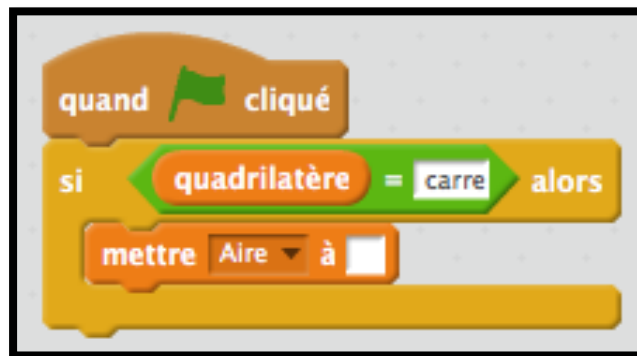 quand cliqué
si quadrilatère = carre alors
mettre Aire à